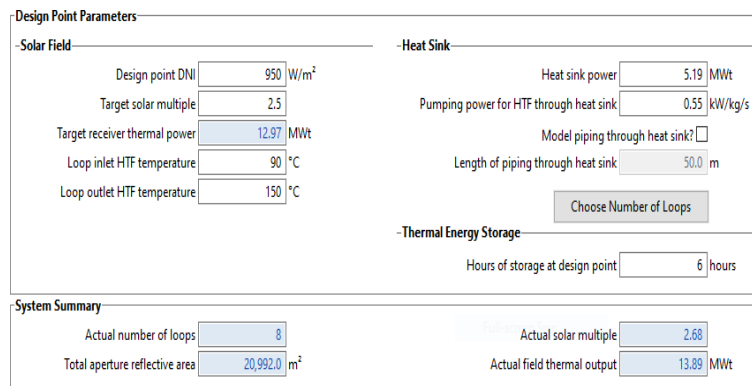 Design Point Parameters
Solar Field
Design point DNI 950 W/m²
Target solar multiple 2.5
Target receiver thermal power 12.97 MWt
Loop inlet HTF temperature 90 °C
Loop outlet HTF temperature 150 °C
Heat Sink
Heat sink power 5.19 MWt
Pumping power for HTF through heat sink 0.55 kW/kg/s
Model piping through heat sink?
Length of piping through heat sink 50.0 m
Choose Number of Loops
Thermal Energy Storage
Hours of storage at design point 6 hours
System Summary
Actual number of loops 8
Total aperture reflective area 20,992.0 m²
Actual solar multiple 2.68
Actual field thermal output 13.89 MWt